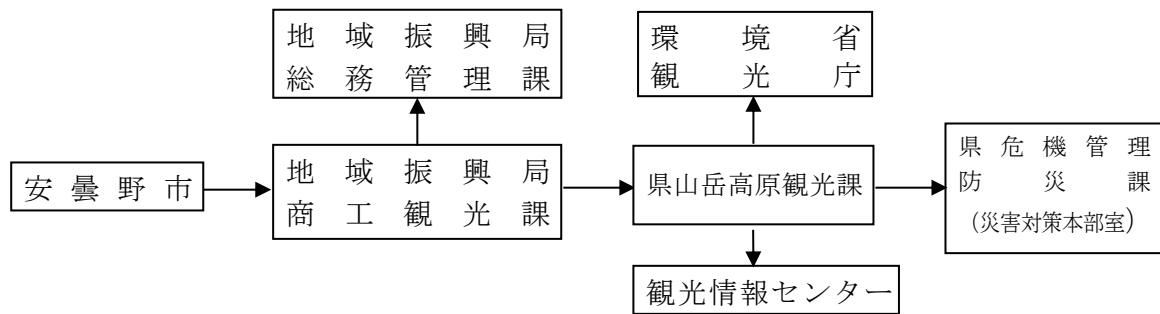 地域振興局
総務管理課
環境省
観光庁
安曇野市
地域振興局
商工観光課
県山岳高原観光課
県危機管理
防災課
(災害対策本部室)
観光情報センター